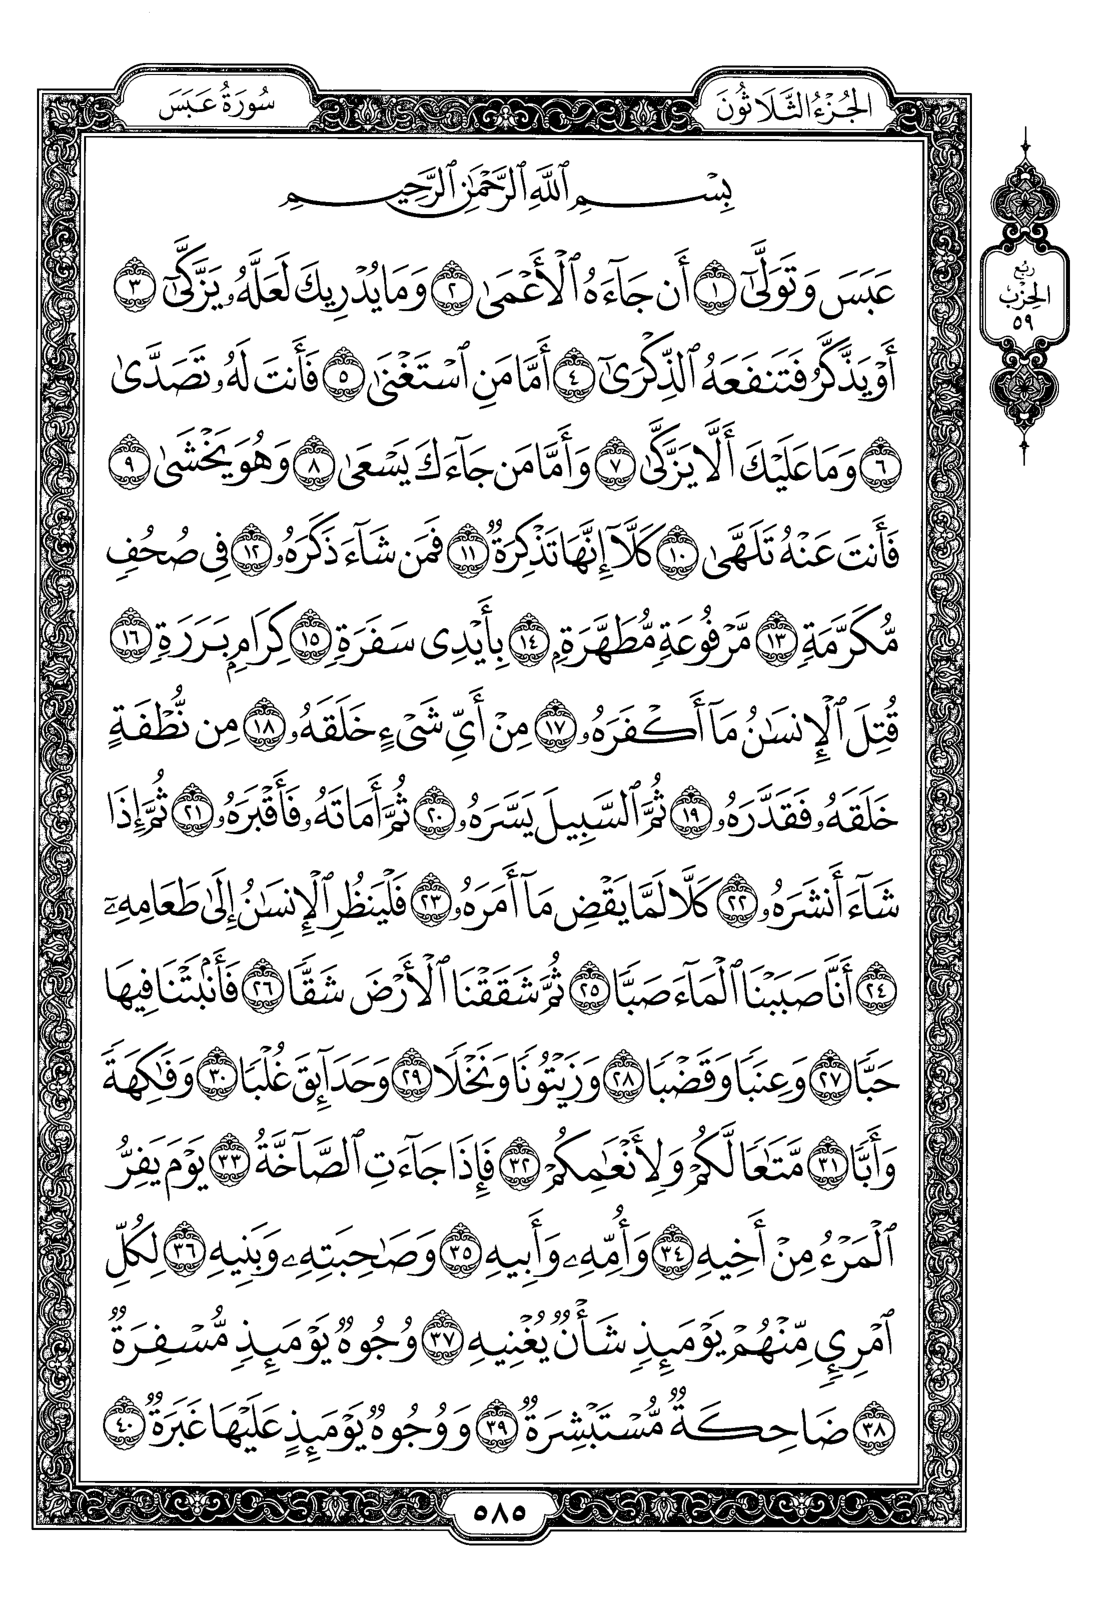 سُورَةُ عَبَسَ
الجُزْءُ الثَّلَاثُونَ
رُبُع
الحِزْب
٥٩
بِسْمِ ٱللَّهِ ٱلرَّحْمَٰنِ ٱلرَّحِيمِ
عَبَسَ وَتَوَلَّىٰٓ ١ أَن جَآءَهُ ٱلْأَعْمَىٰ ٢ وَمَا يُدْرِيكَ لَعَلَّهُۥ يَزَّكَّىٰٓ ٣
أَوْ يَذَّكَّرُ فَتَنفَعَهُ ٱلذِّكْرَىٰٓ ٤ أَمَّا مَنِ ٱسْتَغْنَىٰ ٥ فَأَنتَ لَهُۥ تَصَدَّىٰ
٦ وَمَا عَلَيْكَ أَلَّا يَزَّكَّىٰ ٧ وَأَمَّا مَن جَآءَكَ يَسْعَىٰ ٨ وَهُوَ يَخْشَىٰ ٩
فَأَنتَ عَنْهُ تَلَهَّىٰ ١٠ كَلَّآ إِنَّهَا تَذْكِرَةٌ ١١ فَمَن شَآءَ ذَكَرَهُۥ ١٢ فِى صُحُفٍ
مُّكَرَّمَةٍ ١٣ مَّرْفُوعَةٍ مُّطَهَّرَةٍۭ ١٤ بِأَيْدِى سَفَرَةٍ ١٥ كِرَامٍۭ بَرَرَةٍ ١٦
قُتِلَ ٱلْإِنسَٰنُ مَآ أَكْفَرَهُۥ ١٧ مِنْ أَىِّ شَىْءٍ خَلَقَهُۥ ١٨ مِن نُّطْفَةٍ
خَلَقَهُۥ فَقَدَّرَهُۥ ١٩ ثُمَّ ٱلسَّبِيلَ يَسَّرَهُۥ ٢٠ ثُمَّ أَمَاتَهُۥ فَأَقْبَرَهُۥ ٢١ ثُمَّ إِذَا
شَآءَ أَنشَرَهُۥ ٢٢ كَلَّا لَمَّا يَقْضِ مَآ أَمَرَهُۥ ٢٣ فَلْيَنظُرِ ٱلْإِنسَٰنُ إِلَىٰ طَعَامِهِۦٓ
٢٤ أَنَّا صَبَبْنَا ٱلْمَآءَ صَبًّا ٢٥ ثُمَّ شَقَقْنَا ٱلْأَرْضَ شَقًّا ٢٦ فَأَنۢبَتْنَا فِيهَا
حَبًّا ٢٧ وَعِنَبًا وَقَضْبًا ٢٨ وَزَيْتُونًا وَنَخْلًا ٢٩ وَحَدَآئِقَ غُلْبًا ٣٠ وَفَٰكِهَةً
وَأَبًّا ٣١ مَّتَٰعًا لَّكُمْ وَلِأَنْعَٰمِكُمْ ٣٢ فَإِذَا جَآءَتِ ٱلصَّآخَّةُ ٣٣ يَوْمَ يَفِرُّ
ٱلْمَرْءُ مِنْ أَخِيهِ ٣٤ وَأُمِّهِۦ وَأَبِيهِ ٣٥ وَصَٰحِبَتِهِۦ وَبَنِيهِ ٣٦ لِكُلِّ
ٱمْرِئٍ مِّنْهُمْ يَوْمَئِذٍ شَأْنٌ يُغْنِيهِ ٣٧ وُجُوهٌ يَوْمَئِذٍ مُّسْفِرَةٌ
٣٨ ضَاحِكَةٌ مُّسْتَبْشِرَةٌ ٣٩ وَوُجُوهٌ يَوْمَئِذٍ عَلَيْهَا غَبَرَةٌ ٤٠
٥٨٥